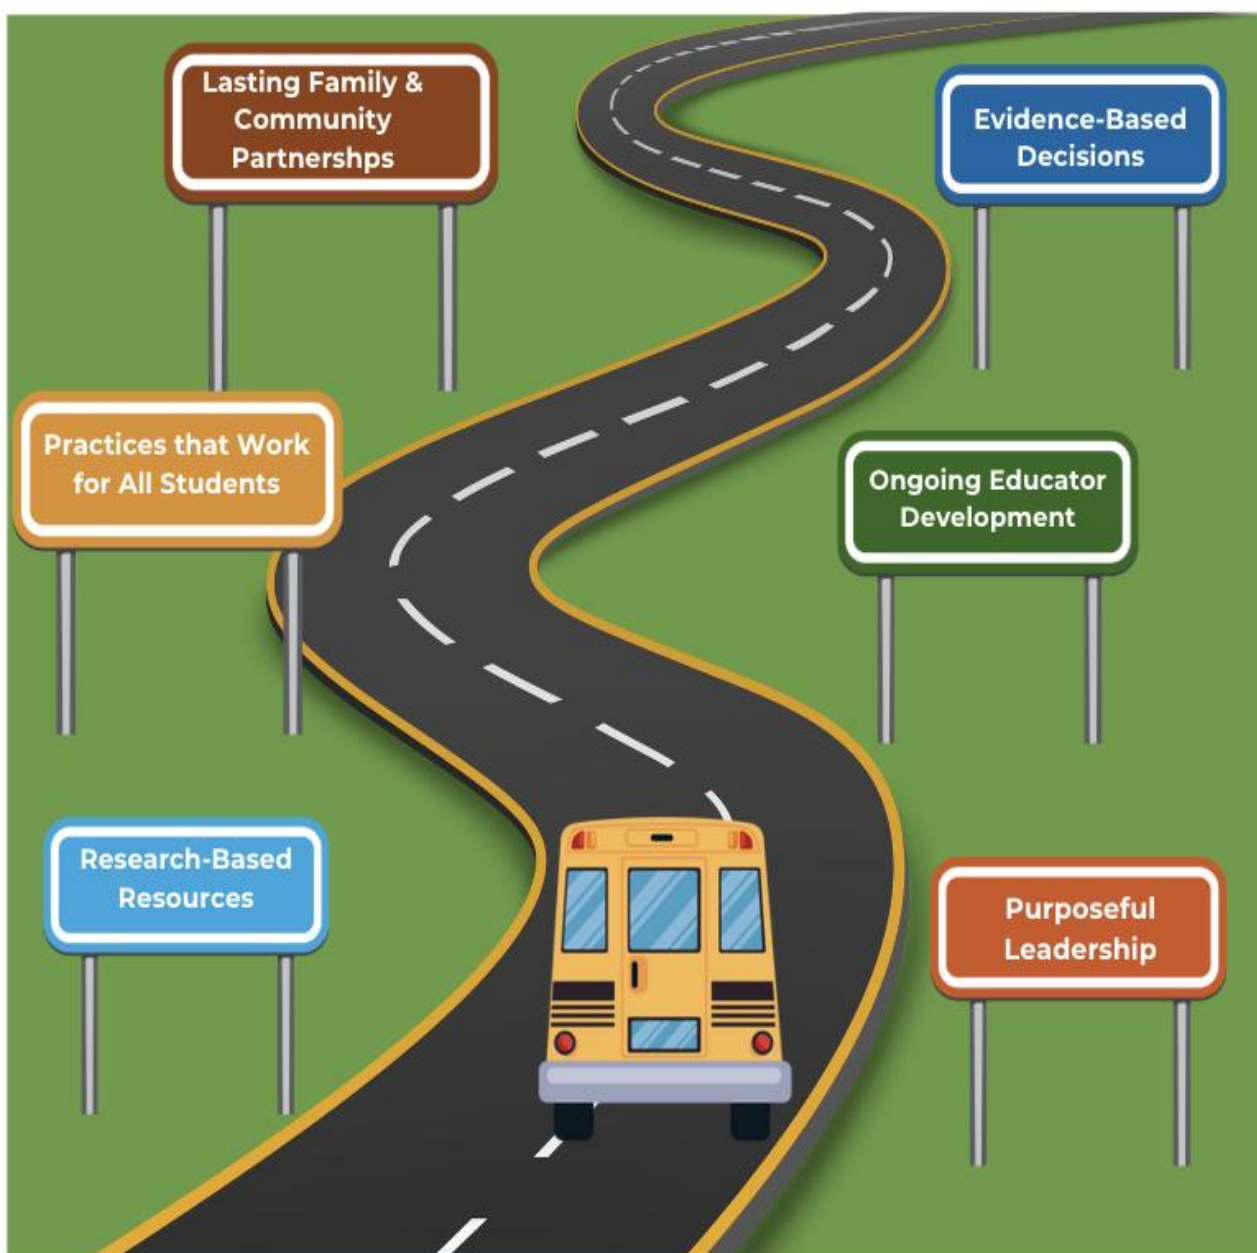 Lasting Family &
Community
Partnershps
Evidence-Based
Decisions
Practices that Work
for All Students
Ongoing Educator
Development
Research-Based
Resources
Purposeful
Leadership